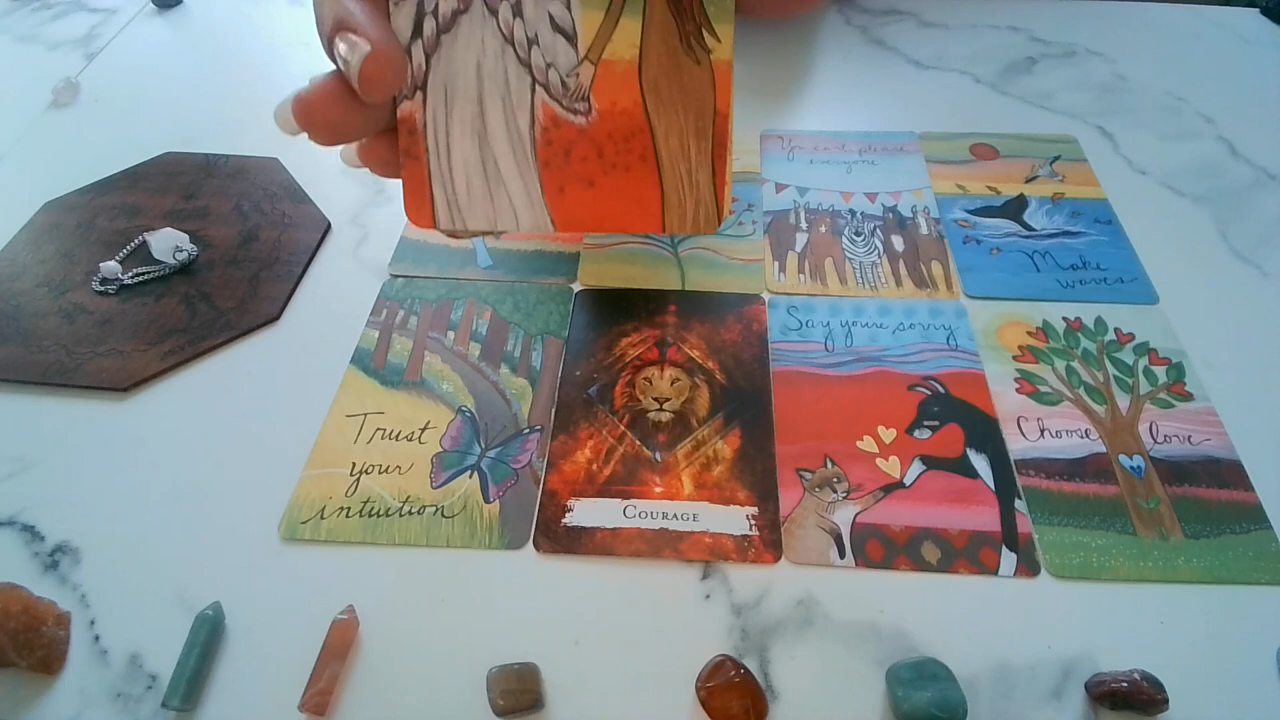 You can't please
everyone
Make
waves
Trust
your
intuition
COURAGE
Say you're sorry
Choose love